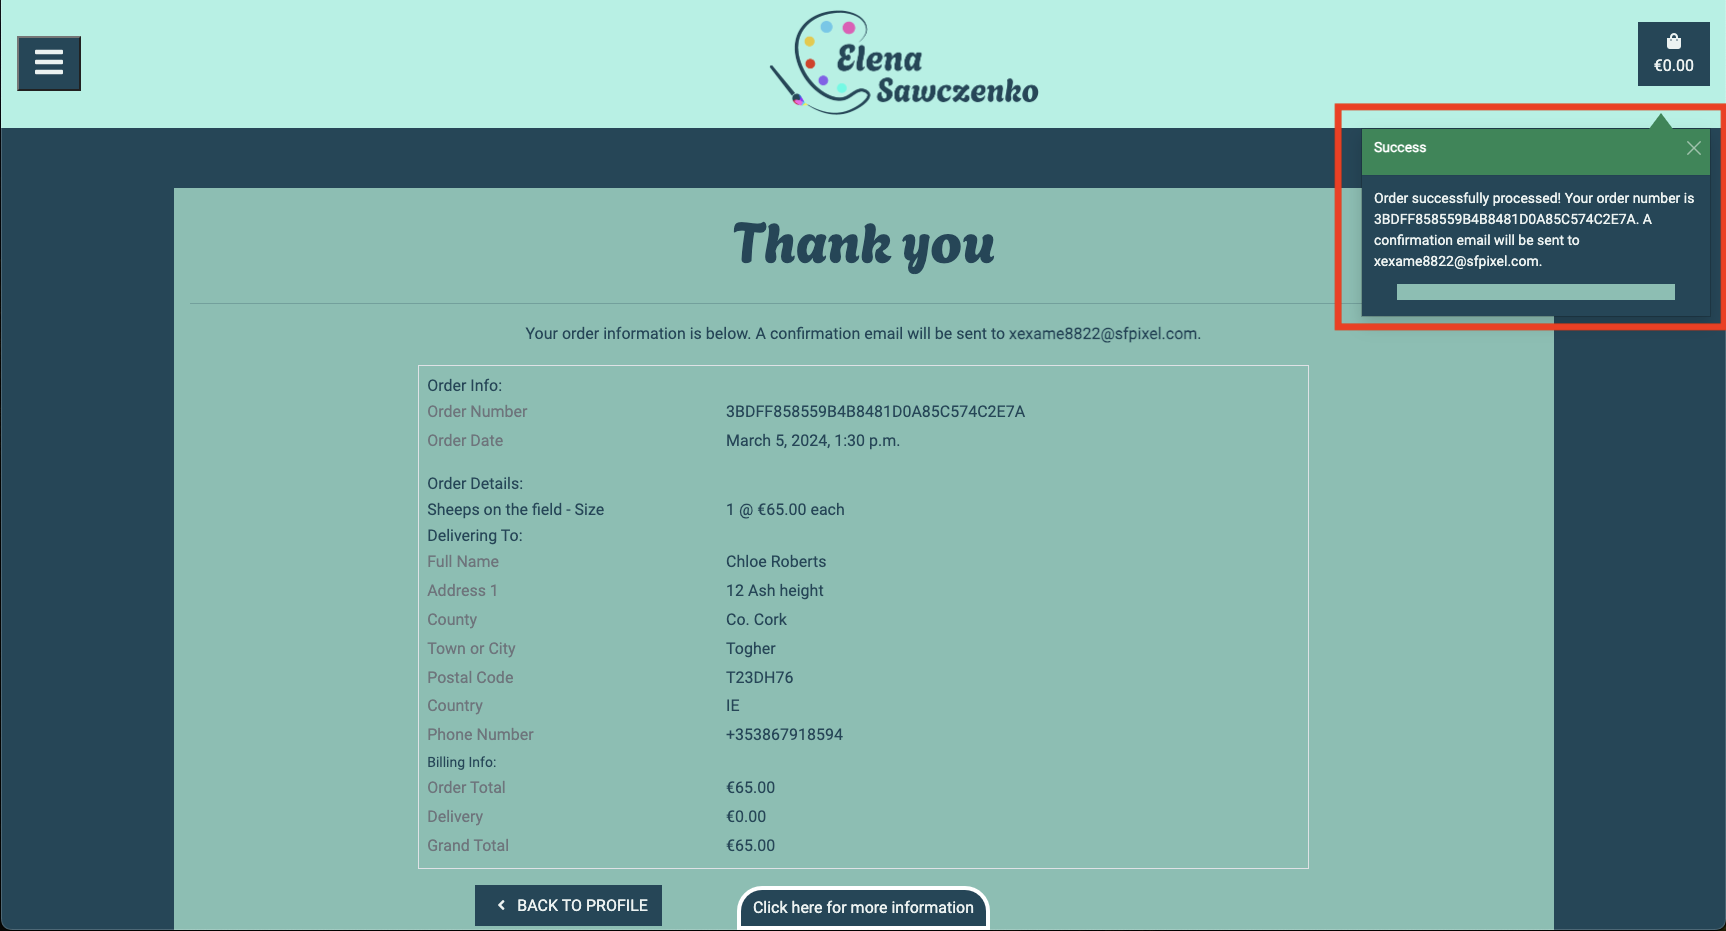 Elena
Sawczenko
€0.00
Success
Order successfully processed! Your order number is
3BDFF858559B4B8481D0A85C574C2E7A. A
confirmation email will be sent to
xexame8822@sfpixel.com.
Thank you
Your order information is below. A confirmation email will be sent to xexame8822@sfpixel.com.
Order Info:
Order Number 3BDFF858559B4B8481D0A85C574C2E7A
Order Date March 5, 2024, 1:30 p.m.
Order Details:
Sheeps on the field - Size 1 @ €65.00 each
Delivering To:
Full Name Chloe Roberts
Address 1 12 Ash height
County Co. Cork
Town or City Togher
Postal Code T23DH76
Country IE
Phone Number +353867918594
Billing Info:
Order Total €65.00
Delivery €0.00
Grand Total €65.00
BACK TO PROFILE
Click here for more information